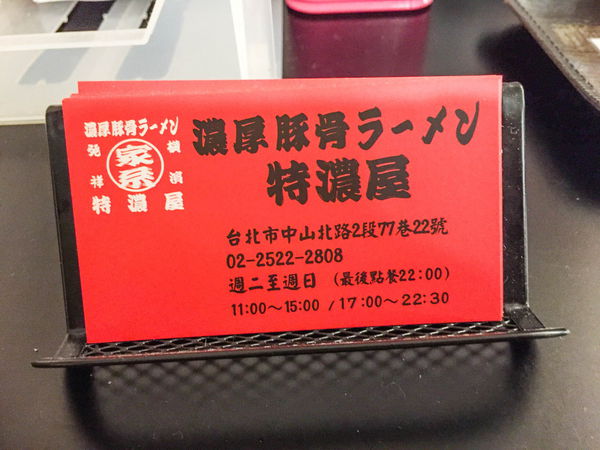 濃厚豚骨ラーメン
発祥 家系 横濱
特濃屋
濃厚豚骨ラーメン
特濃屋
台北市中山北路2段77巷22號
02-2522-2808
週二至週日 (最後點餐22:00)
11:00～15:00 / 17:00～22:30